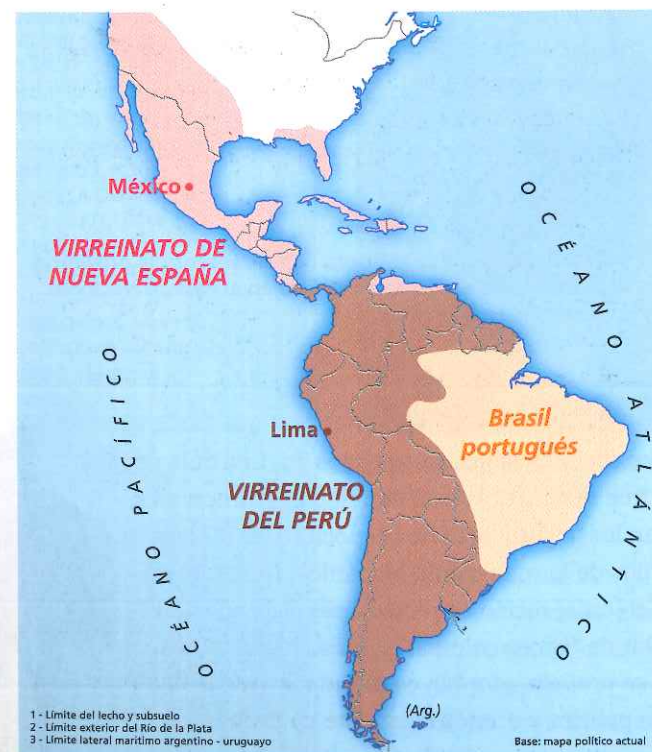 México
VIRREINATO DE
NUEVA ESPAÑA
OCÉANO ATLÁNTICO
OCÉANO PACÍFICO
Brasil
portugués
Lima
VIRREINATO
DEL PERÚ
(Arg.)
1 - Límite del lecho y subsuelo
2 - Límite exterior del Río de la Plata
3 - Límite lateral marítimo argentino - uruguayo
Base: mapa político actual